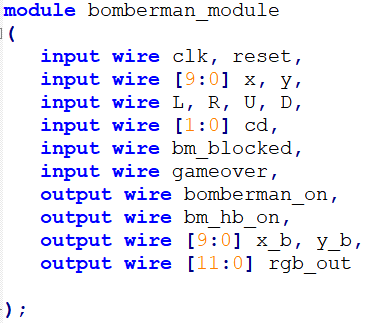 module bomberman_module
(
input wire clk, reset,
input wire [9:0] x, y,
input wire L, R, U, D,
input wire [1:0] cd,
input wire bm_blocked,
input wire gameover,
output wire bomberman_on,
output wire bm_hb_on,
output wire [9:0] x_b, y_b,
output wire [11:0] rgb_out
);